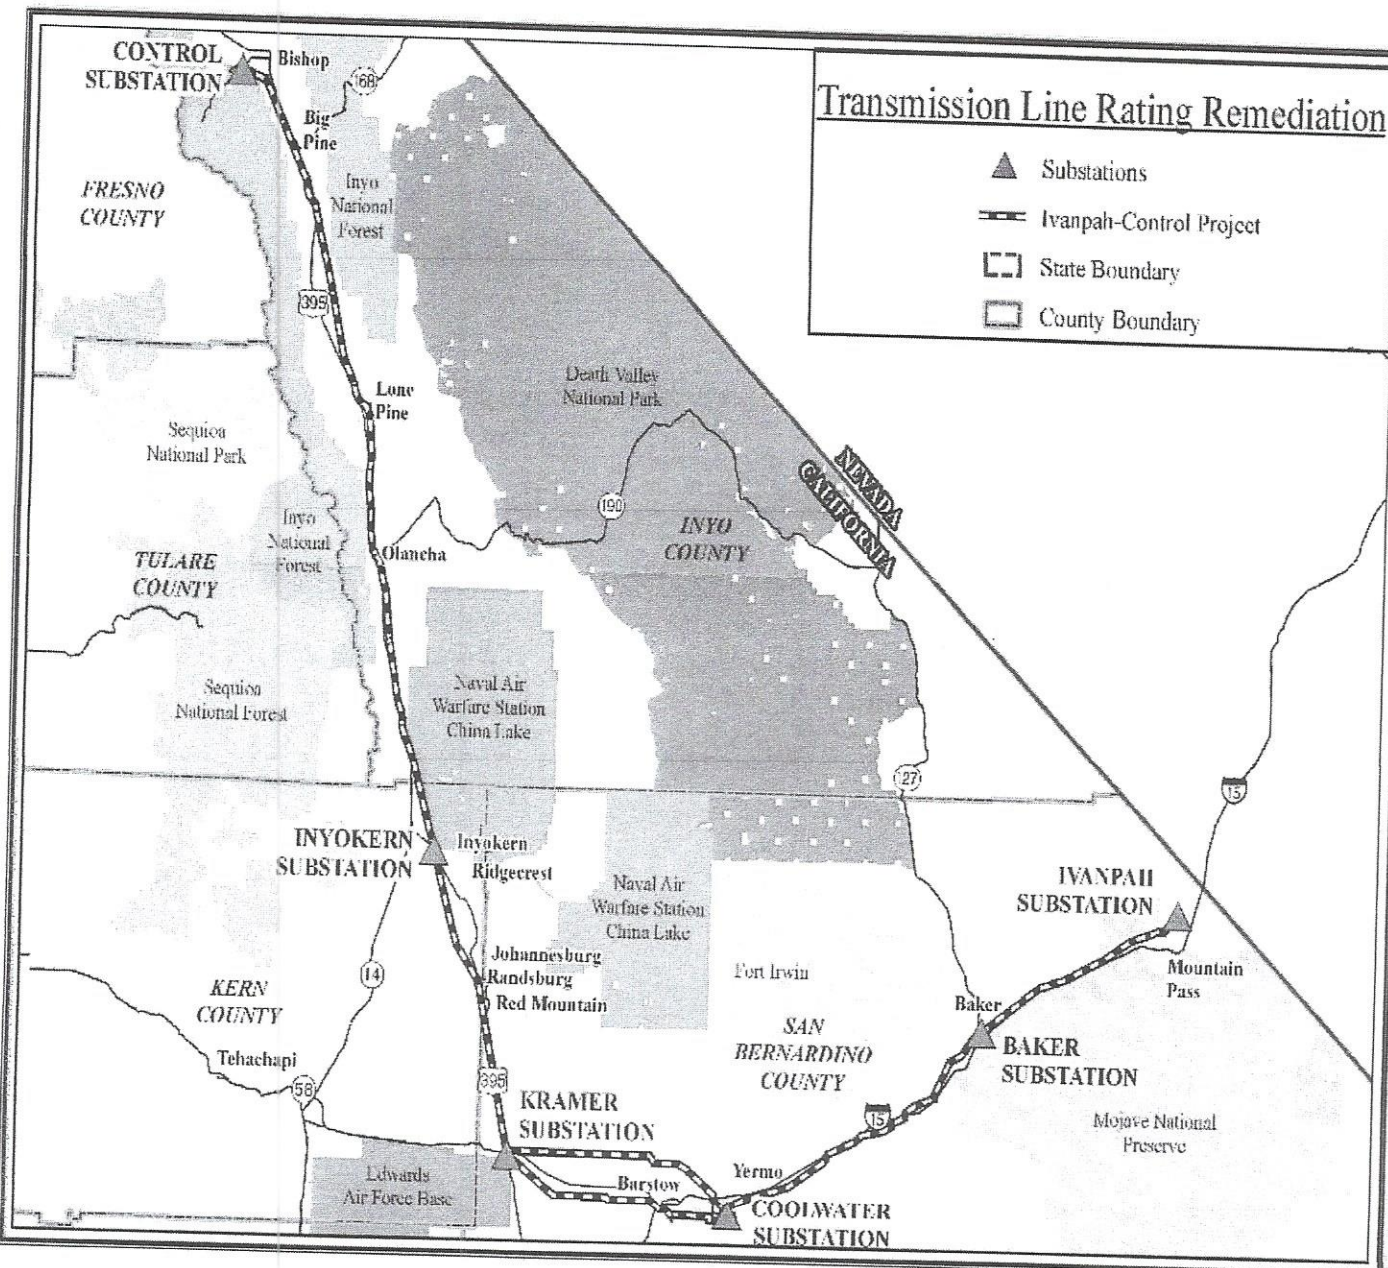 CONTROL
SUBSTATION
Bishop
168
Big
Pine
FRESNO
COUNTY
Inyo
National
Forest
395
Transmission Line Rating Remediation
Substations
Ivanpah-Control Project
State Boundary
County Boundary
Death Valley
National Park
Lone
Pine
Sequoia
National Park
NEVADA
CALIFORNIA
190
INYO
COUNTY
Inyo
National
Forest
Olancha
TULARE
COUNTY
Sequoia
National Forest
Naval Air
Warfare Station
China Lake
127
15
INYOKERN
SUBSTATION
Inyokern
Ridgecrest
Naval Air
Warfare Station
China Lake
IVANPAH
SUBSTATION
Johannesburg
Randsburg
Red Mountain
14
Fort Irwin
Mountain
Pass
KERN
COUNTY
Baker
SAN
BERNARDINO
COUNTY
BAKER
SUBSTATION
Tehachapi
58
395
KRAMER
SUBSTATION
15
Mojave National
Preserve
Edwards
Air Force Base
Barstow
Yermo
COOLWATER
SUBSTATION